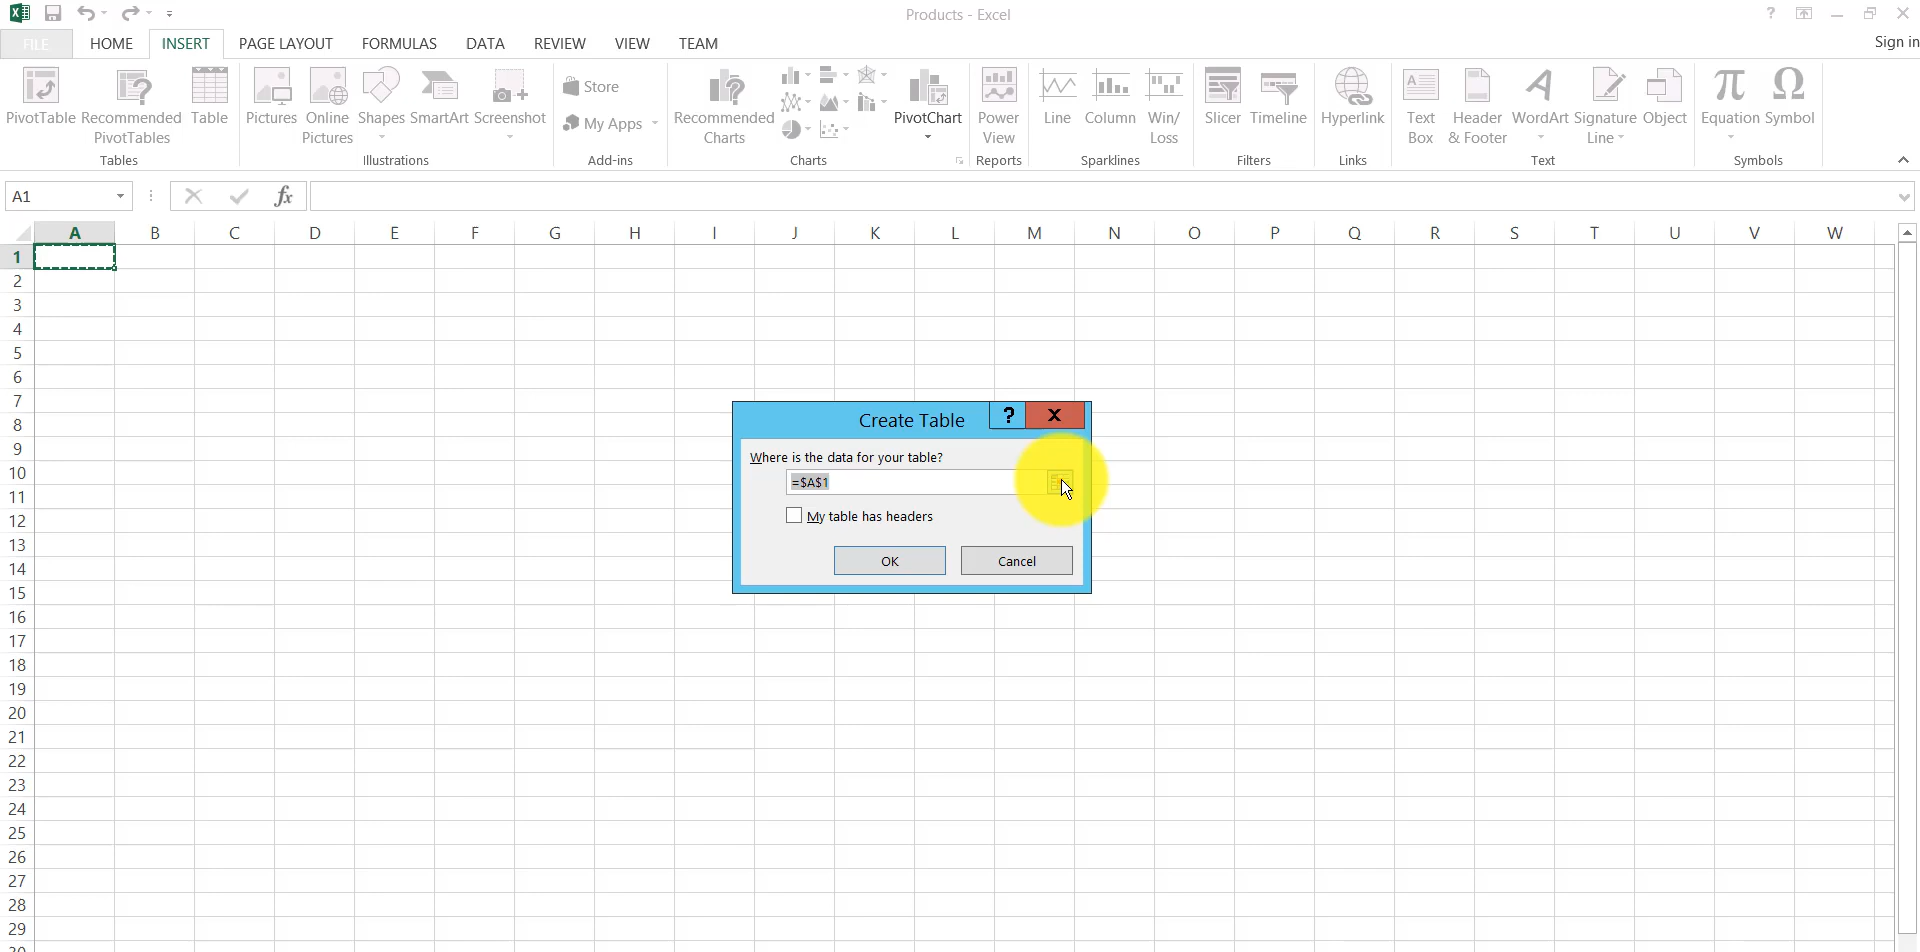 Products - Excel
?
FILE
HOME
INSERT
PAGE LAYOUT
FORMULAS
DATA
REVIEW
VIEW
TEAM
Sign in
PivotTable
Recommended
PivotTables
Table
Tables
Pictures
Online
Pictures
Shapes
SmartArt
Screenshot
Illustrations
Store
My Apps
Add-ins
Recommended
Charts
PivotChart
Charts
Power
View
Reports
Line
Column
Win/
Loss
Sparklines
Slicer
Timeline
Filters
Hyperlink
Links
Text
Box
Header
& Footer
WordArt
Signature
Line
Object
Text
Equation
Symbol
Symbols
A1
fx
A B C D E F G H I J K L M N O P Q R S T U V W
1
2
3
4
5
6
7
8
9
10
11
12
13
14
15
16
17
18
19
20
21
22
23
24
25
26
27
28
29
30
Create Table
?
X
Where is the data for your table?
=$A$1
My table has headers
OK
Cancel